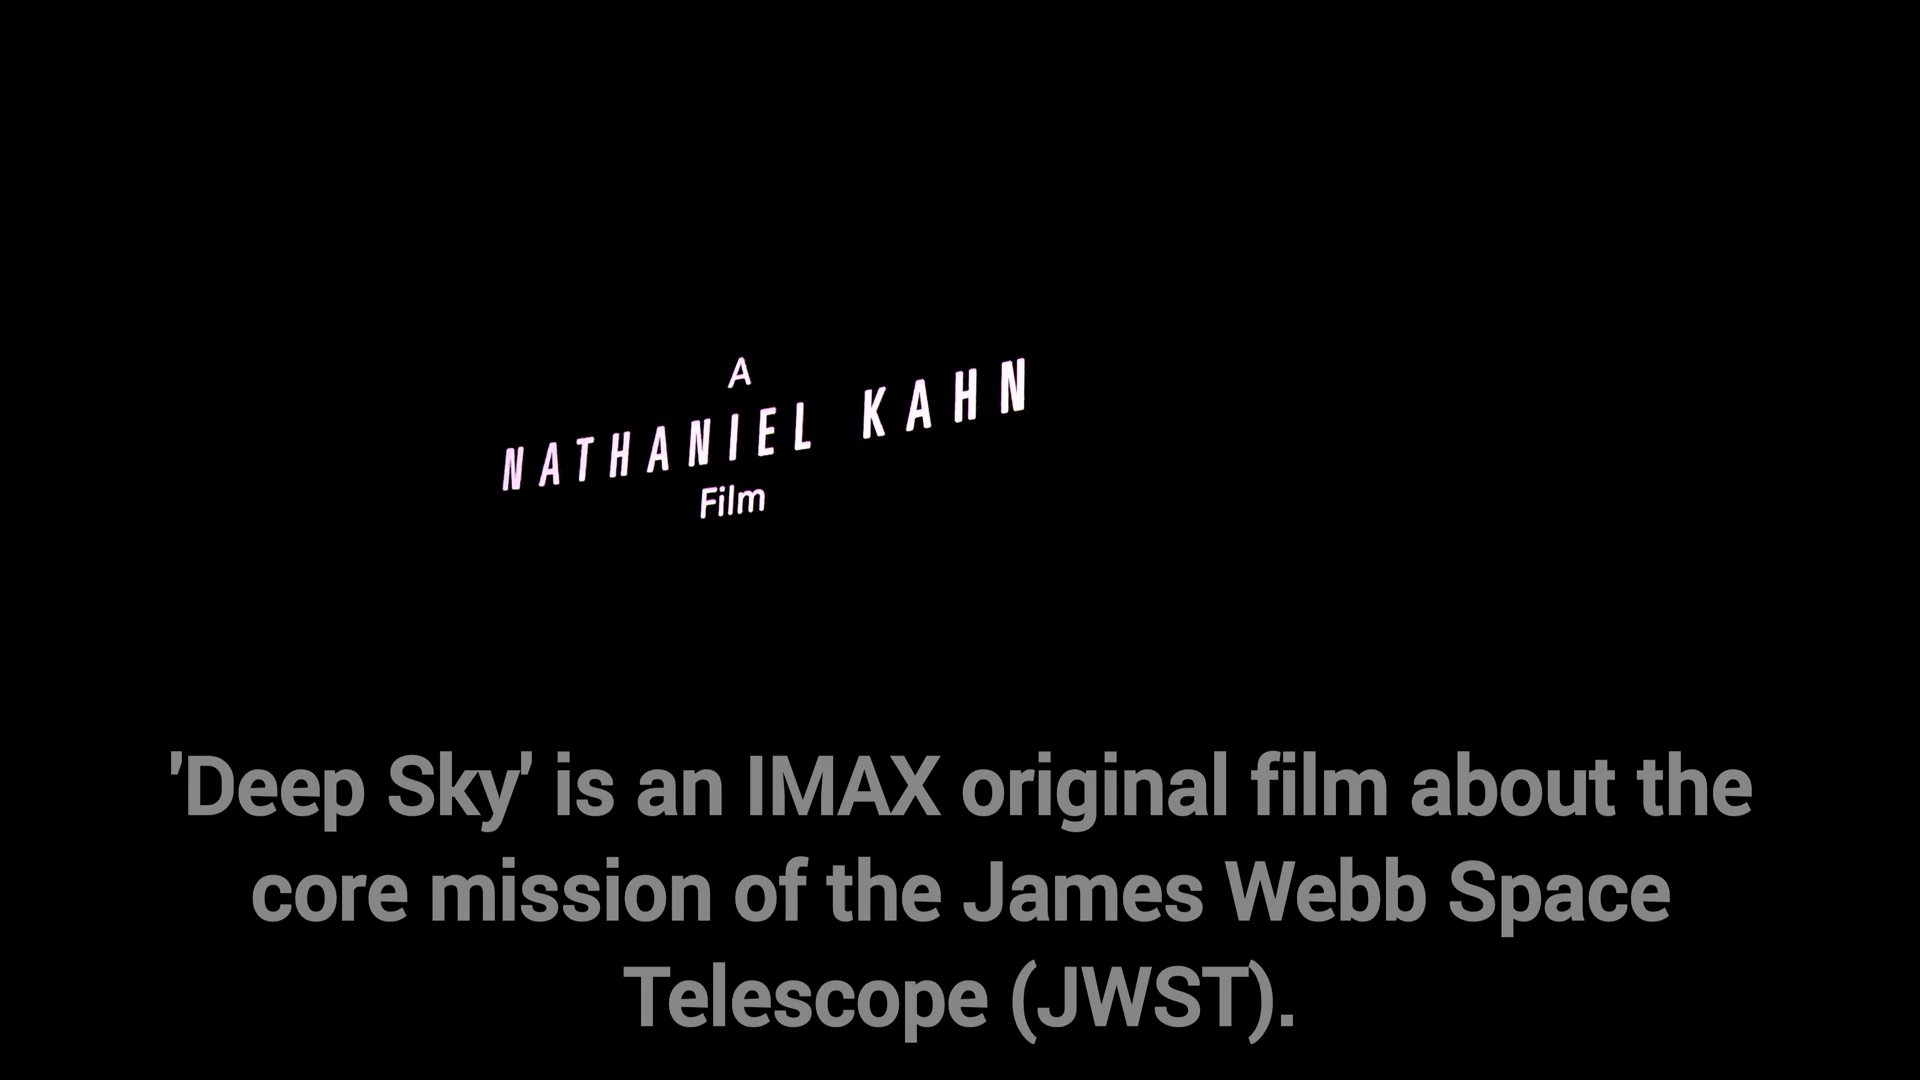 A
NATHANIEL KAHN
Film
'Deep Sky' is an IMAX original film about the
core mission of the James Webb Space
Telescope (JWST).